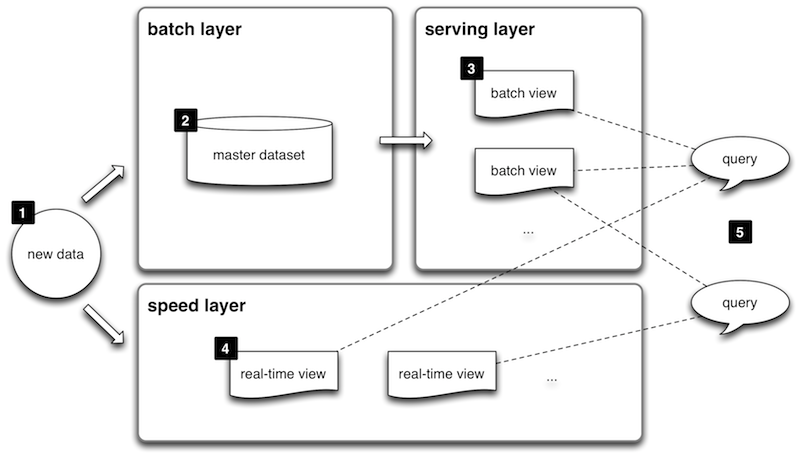 batch layer
serving layer
3
batch view
2
master dataset
query
batch view
1
new data
...
5
speed layer
query
4
real-time view
real-time view
...